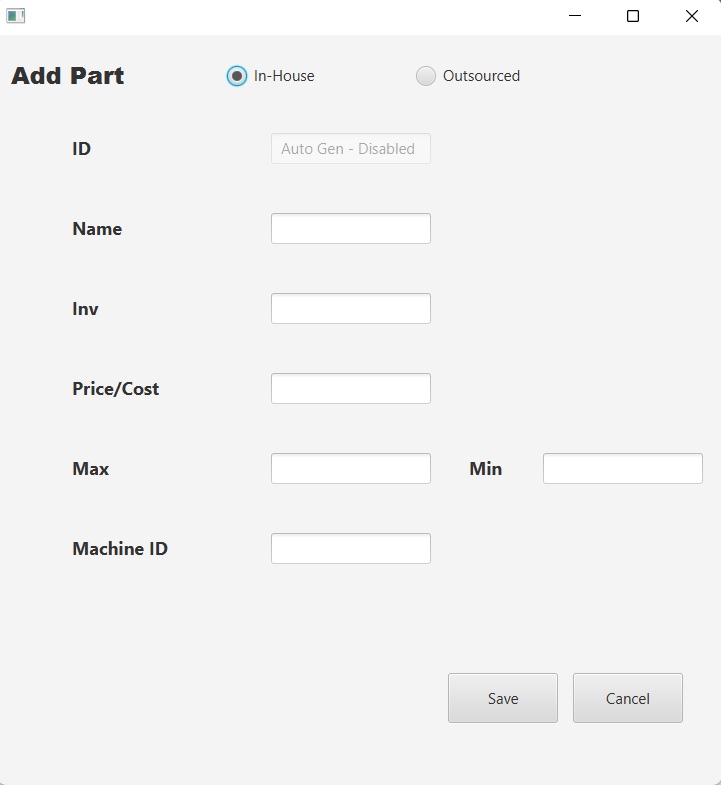 Add Part In-House Outsourced
ID Auto Gen - Disabled
Name
Inv
Price/Cost
Max Min
Machine ID
Save Cancel